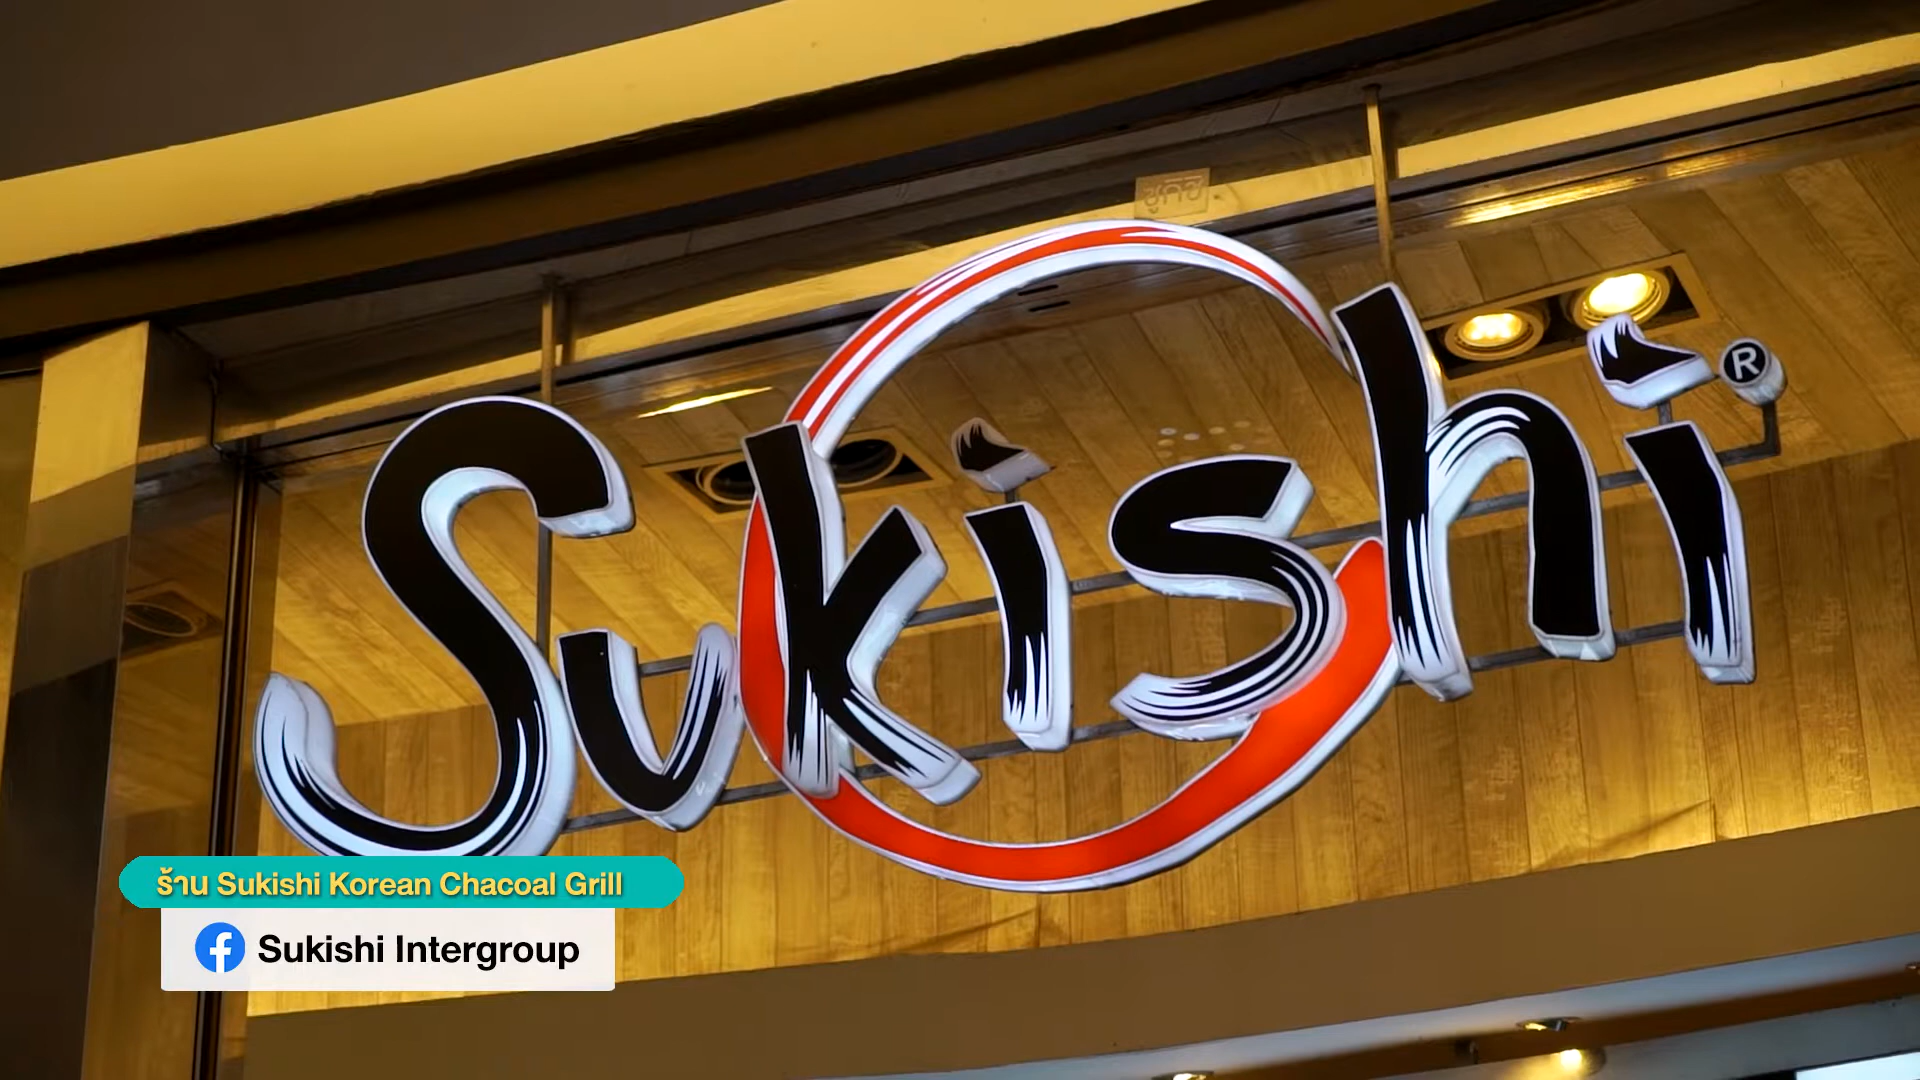 Sukishi®
ร้าน Sukishi Korean Chacoal Grill
Sukishi Intergroup